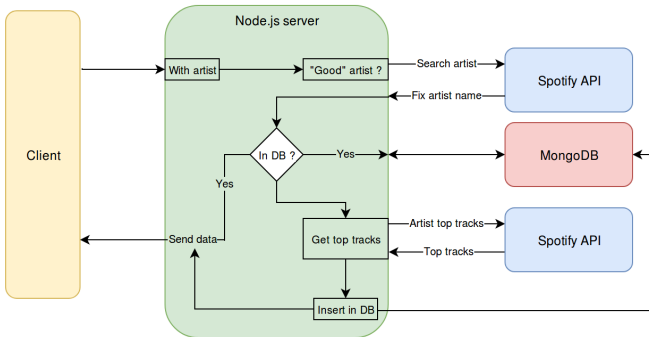 Node.js server
With artist
"Good" artist ?
Search artist
Spotify API
Fix artist name
Client
In DB ?
Yes
MongoDB
Yes
Send data
Get top tracks
Artist top tracks
Spotify API
Top tracks
Insert in DB